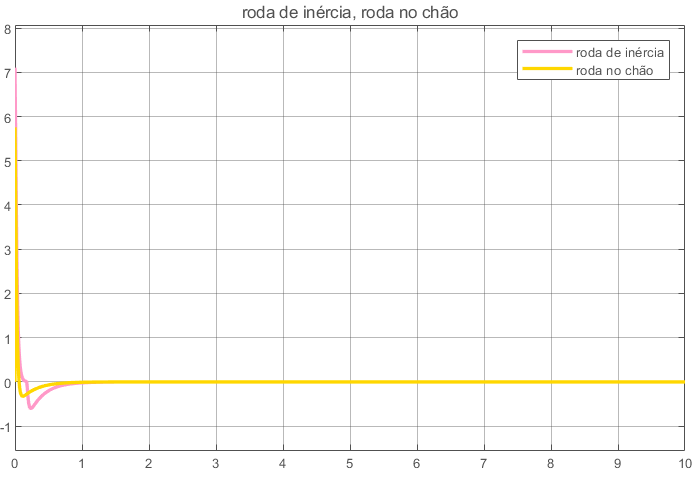 roda de inércia, roda no chão
roda de inércia
roda no chão
8
7
6
5
4
3
2
1
0
-1
0 1 2 3 4 5 6 7 8 9 10